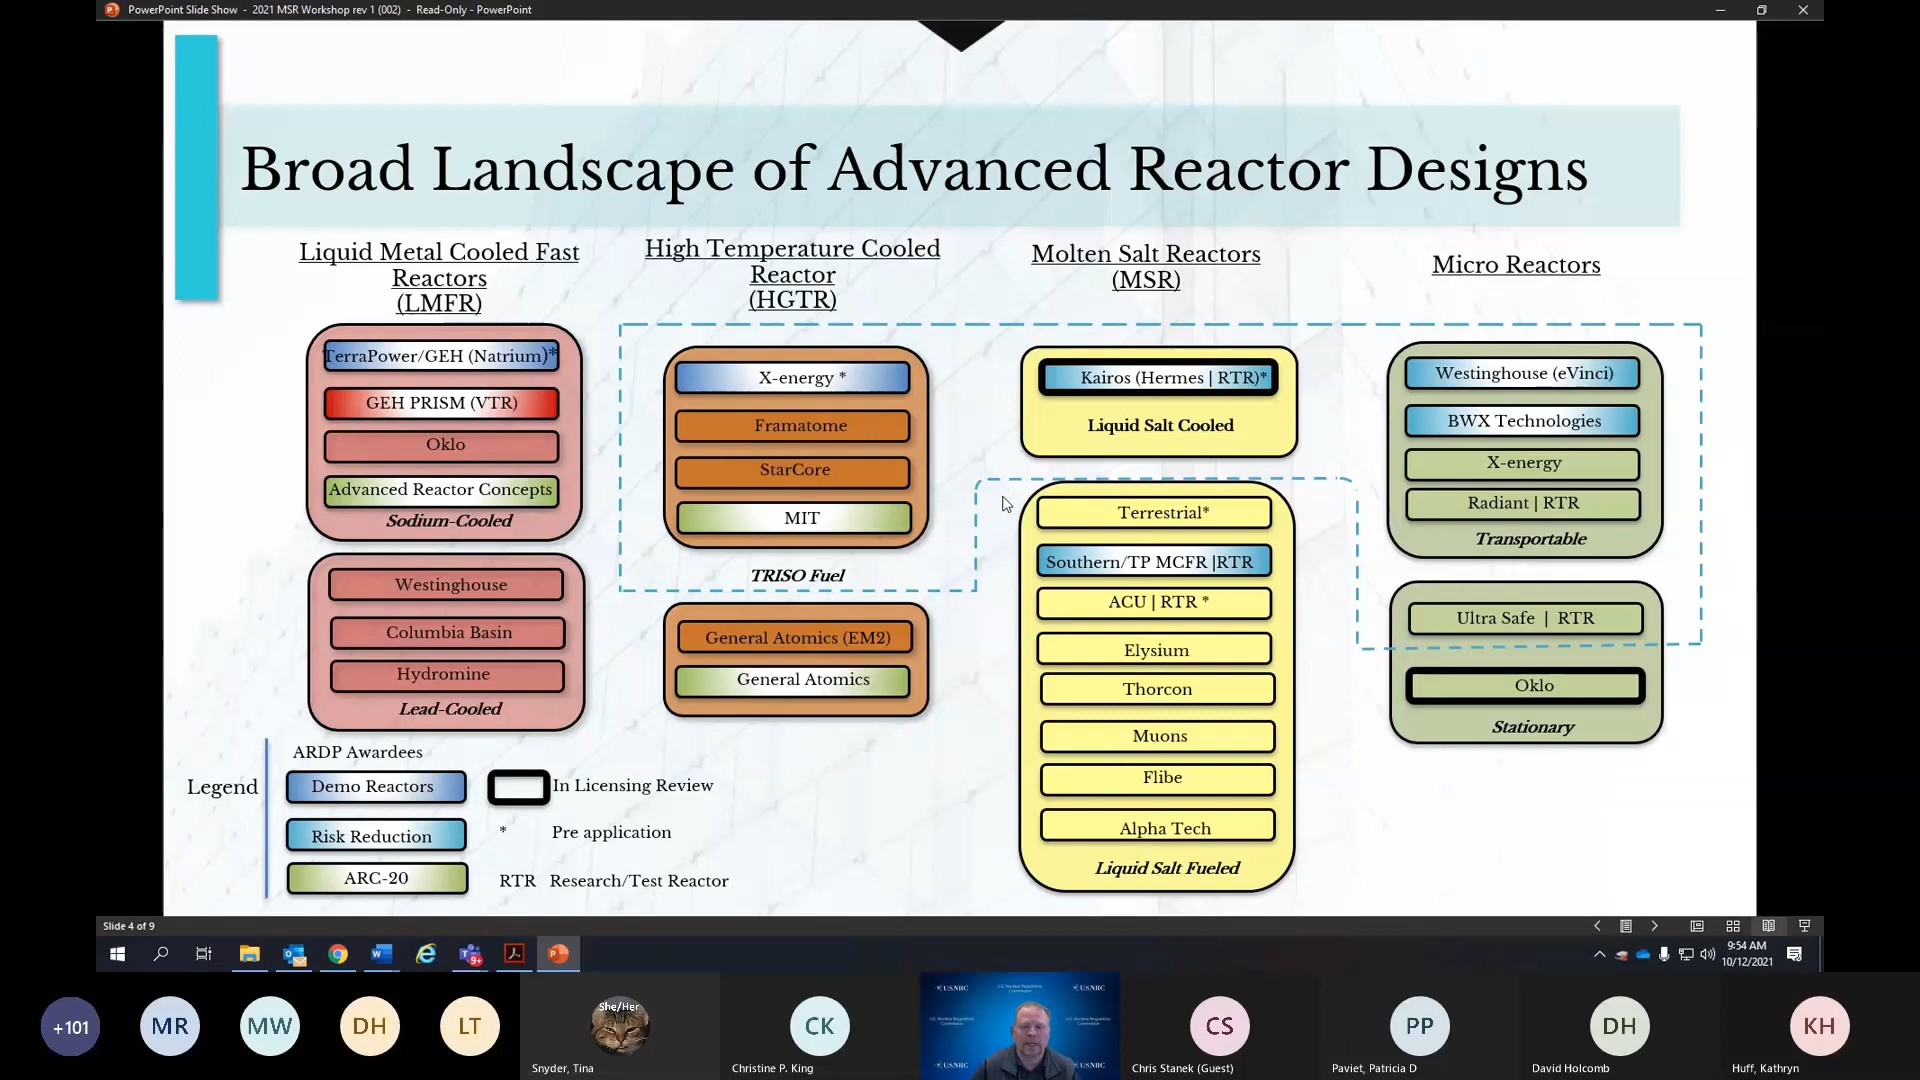 PowerPoint Slide Show - 2021 MSR Workshop rev 1 (002) - Read-Only - PowerPoint
Broad Landscape of Advanced Reactor Designs
Liquid Metal Cooled Fast
Reactors
(LMFR)
TerraPower/GEH (Natrium)*
GEH PRISM (VTR)
Oklo
Advanced Reactor Concepts
Sodium-Cooled
Westinghouse
Columbia Basin
Hydromine
Lead-Cooled
High Temperature Cooled
Reactor
(HGTR)
X-energy *
Framatome
StarCore
MIT
TRISO Fuel
General Atomics (EM2)
General Atomics
Molten Salt Reactors
(MSR)
Kairos (Hermes | RTR)*
Liquid Salt Cooled
Terrestrial*
Southern/TP MCFR |RTR
ACU | RTR *
Elysium
Thorcon
Muons
Flibe
Alpha Tech
Liquid Salt Fueled
Micro Reactors
Westinghouse (eVinci)
BWX Technologies
X-energy
Radiant | RTR
Transportable
Ultra Safe | RTR
Oklo
Stationary
Legend
ARDP Awardees
Demo Reactors
Risk Reduction
ARC-20
In Licensing Review
* Pre application
RTR Research/Test Reactor
Slide 4 of 9
9+
9:54 AM
10/12/2021
+101
MR
MW
DH
LT
She/Her
Snyder, Tina
CK
Christine P. King
U.S.NRC
U.S.NRC
U.S.NRC
U.S.NRC
CS
Chris Stanek (Guest)
PP
Paviet, Patricia D
DH
David Holcomb
KH
Huff, Kathryn